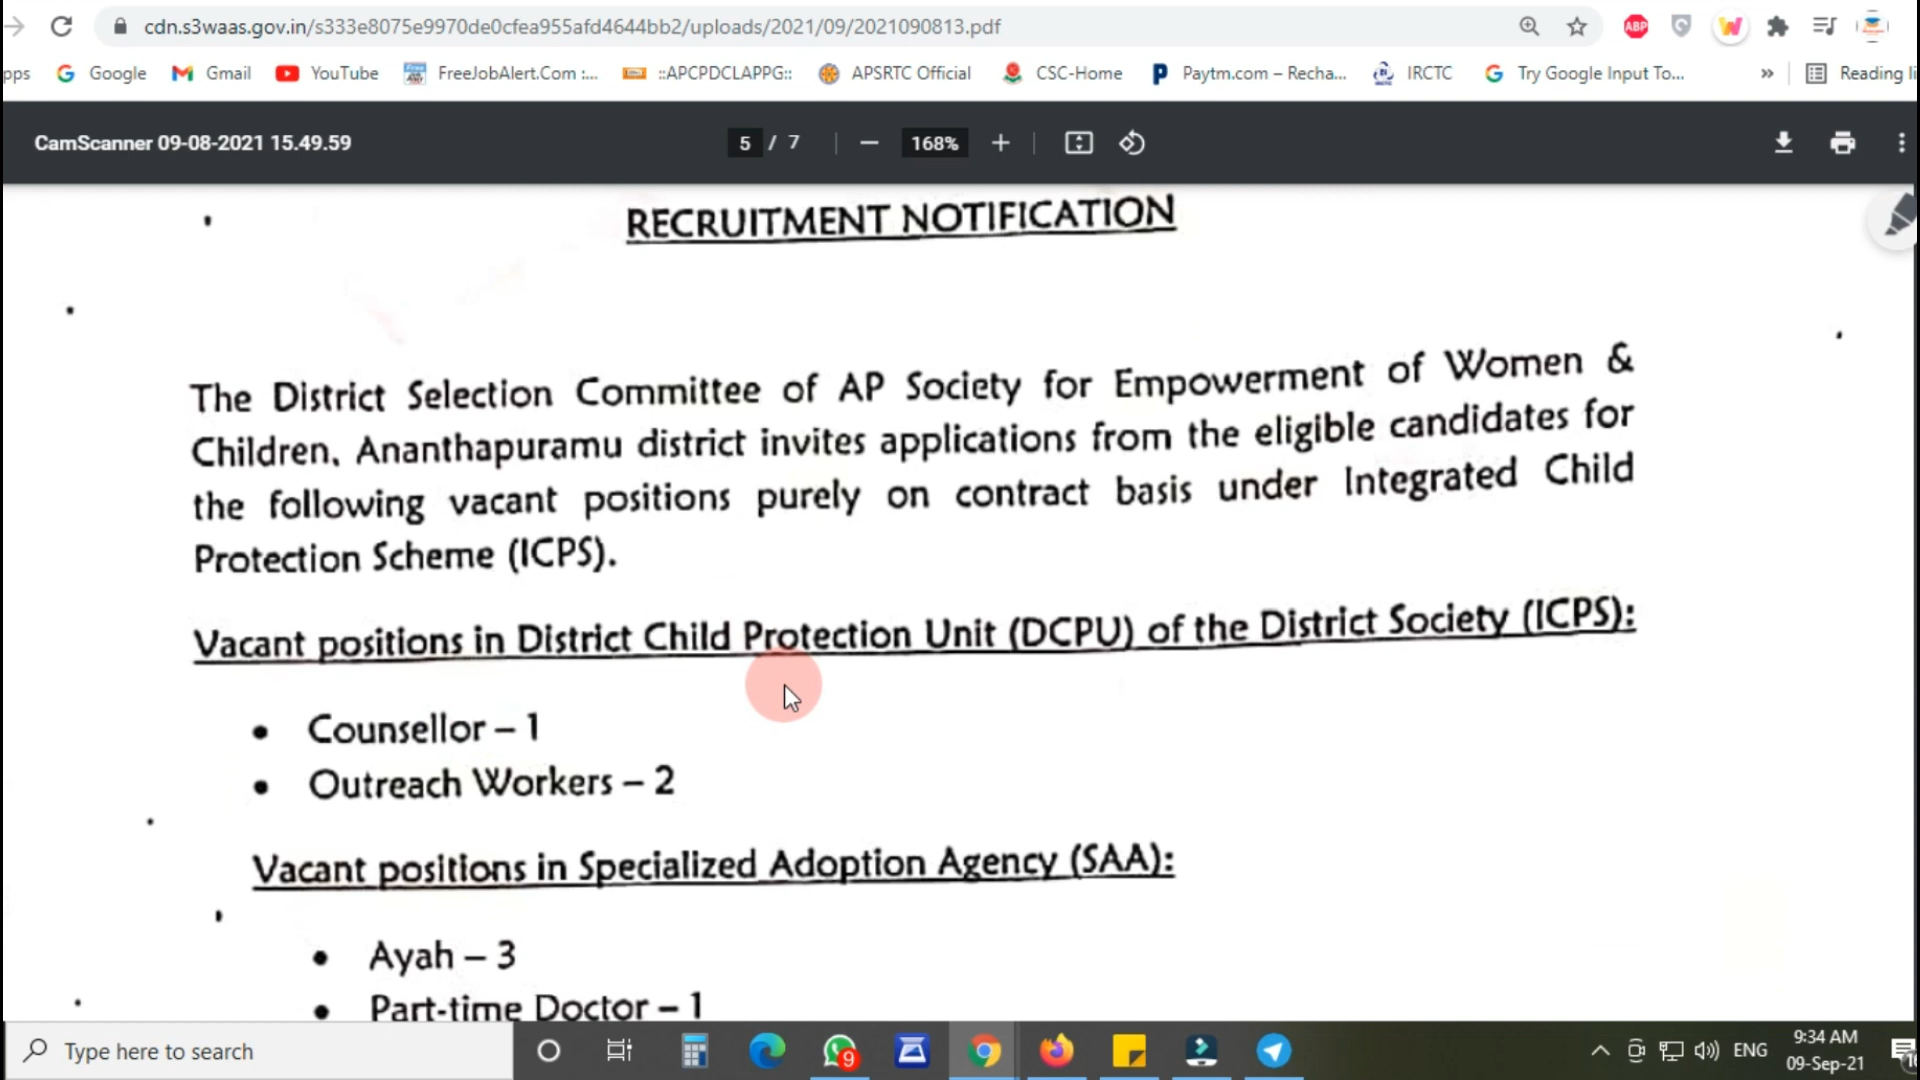 cdn.s3waas.gov.in/s333e8075e9970de0cfea955afd4644bb2/uploads/2021/09/2021090813.pdf
ABP
pps Google Gmail YouTube FreeJobAlert.Com :... ::APCPDCLAPPG:: APSRTC Official CSC-Home Paytm.com – Recha... IRCTC Try Google Input To... » Reading li
CamScanner 09-08-2021 15.49.59 5 / 7 168%
RECRUITMENT NOTIFICATION
The District Selection Committee of AP Society for Empowerment of Women &
Children, Ananthapuramu district invites applications from the eligible candidates for
the following vacant positions purely on contract basis under Integrated Child
Protection Scheme (ICPS).
Vacant positions in District Child Protection Unit (DCPU) of the District Society (ICPS):
• Counsellor – 1
• Outreach Workers – 2
Vacant positions in Specialized Adoption Agency (SAA):
• Ayah – 3
• Part-time Doctor – 1
Type here to search
9
ENG
9:34 AM
09-Sep-21